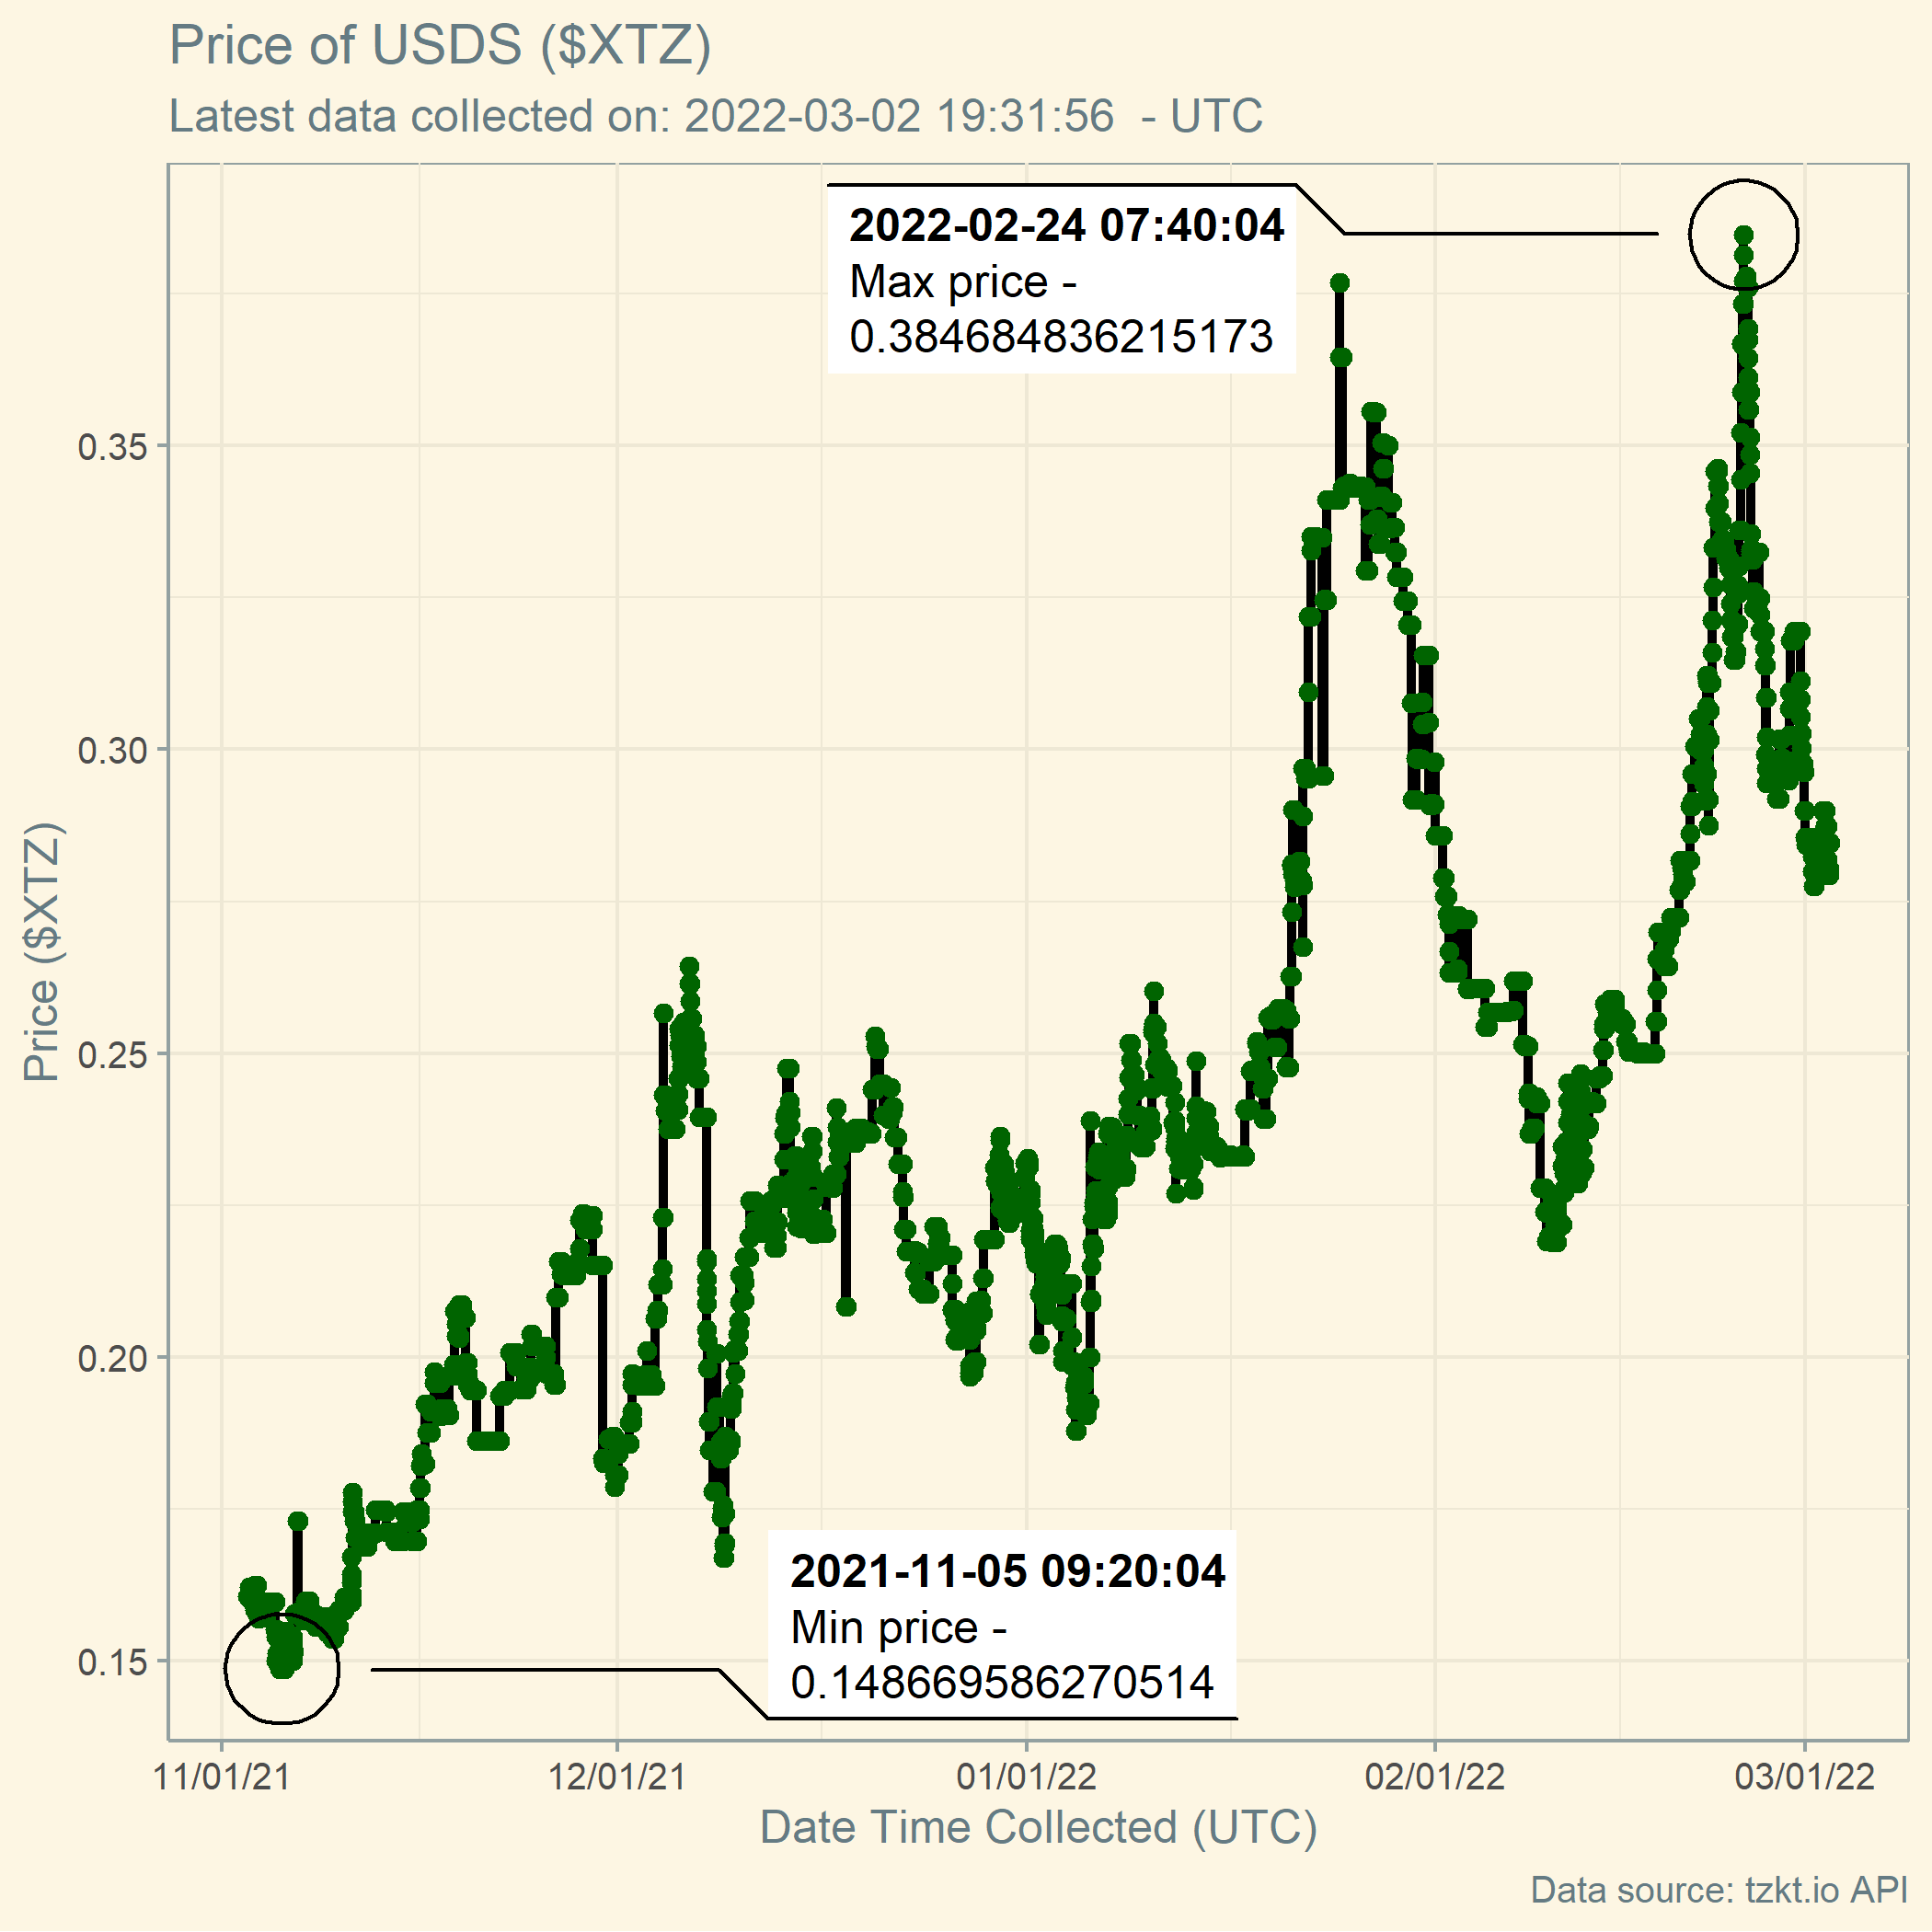 Price of USDS ($XTZ)
Latest data collected on: 2022-03-02 19:31:56 - UTC
2022-02-24 07:40:04
Max price -
0.384684836215173
0.35
0.30
0.25
0.20
0.15
Price ($XTZ)
2021-11-05 09:20:04
Min price -
0.148669586270514
11/01/21
12/01/21
01/01/22
02/01/22
03/01/22
Date Time Collected (UTC)
Data source: tzkt.io API